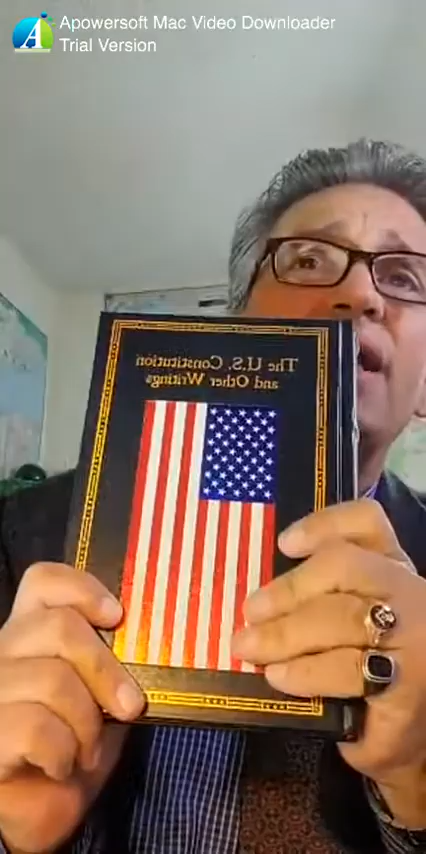 Apowersoft Mac Video Downloader
Trial Version
The U.S. Constitution
and Other Writings